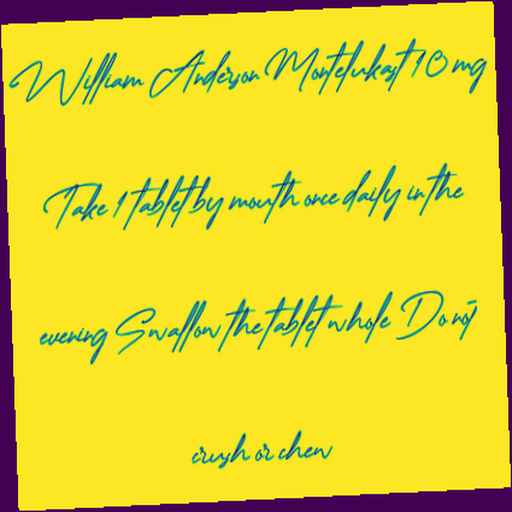 William Anderson Montelukast 10 mg
Take 1 tablet by mouth once daily in the
evening Swallow the tablet whole Do not
crush or chew